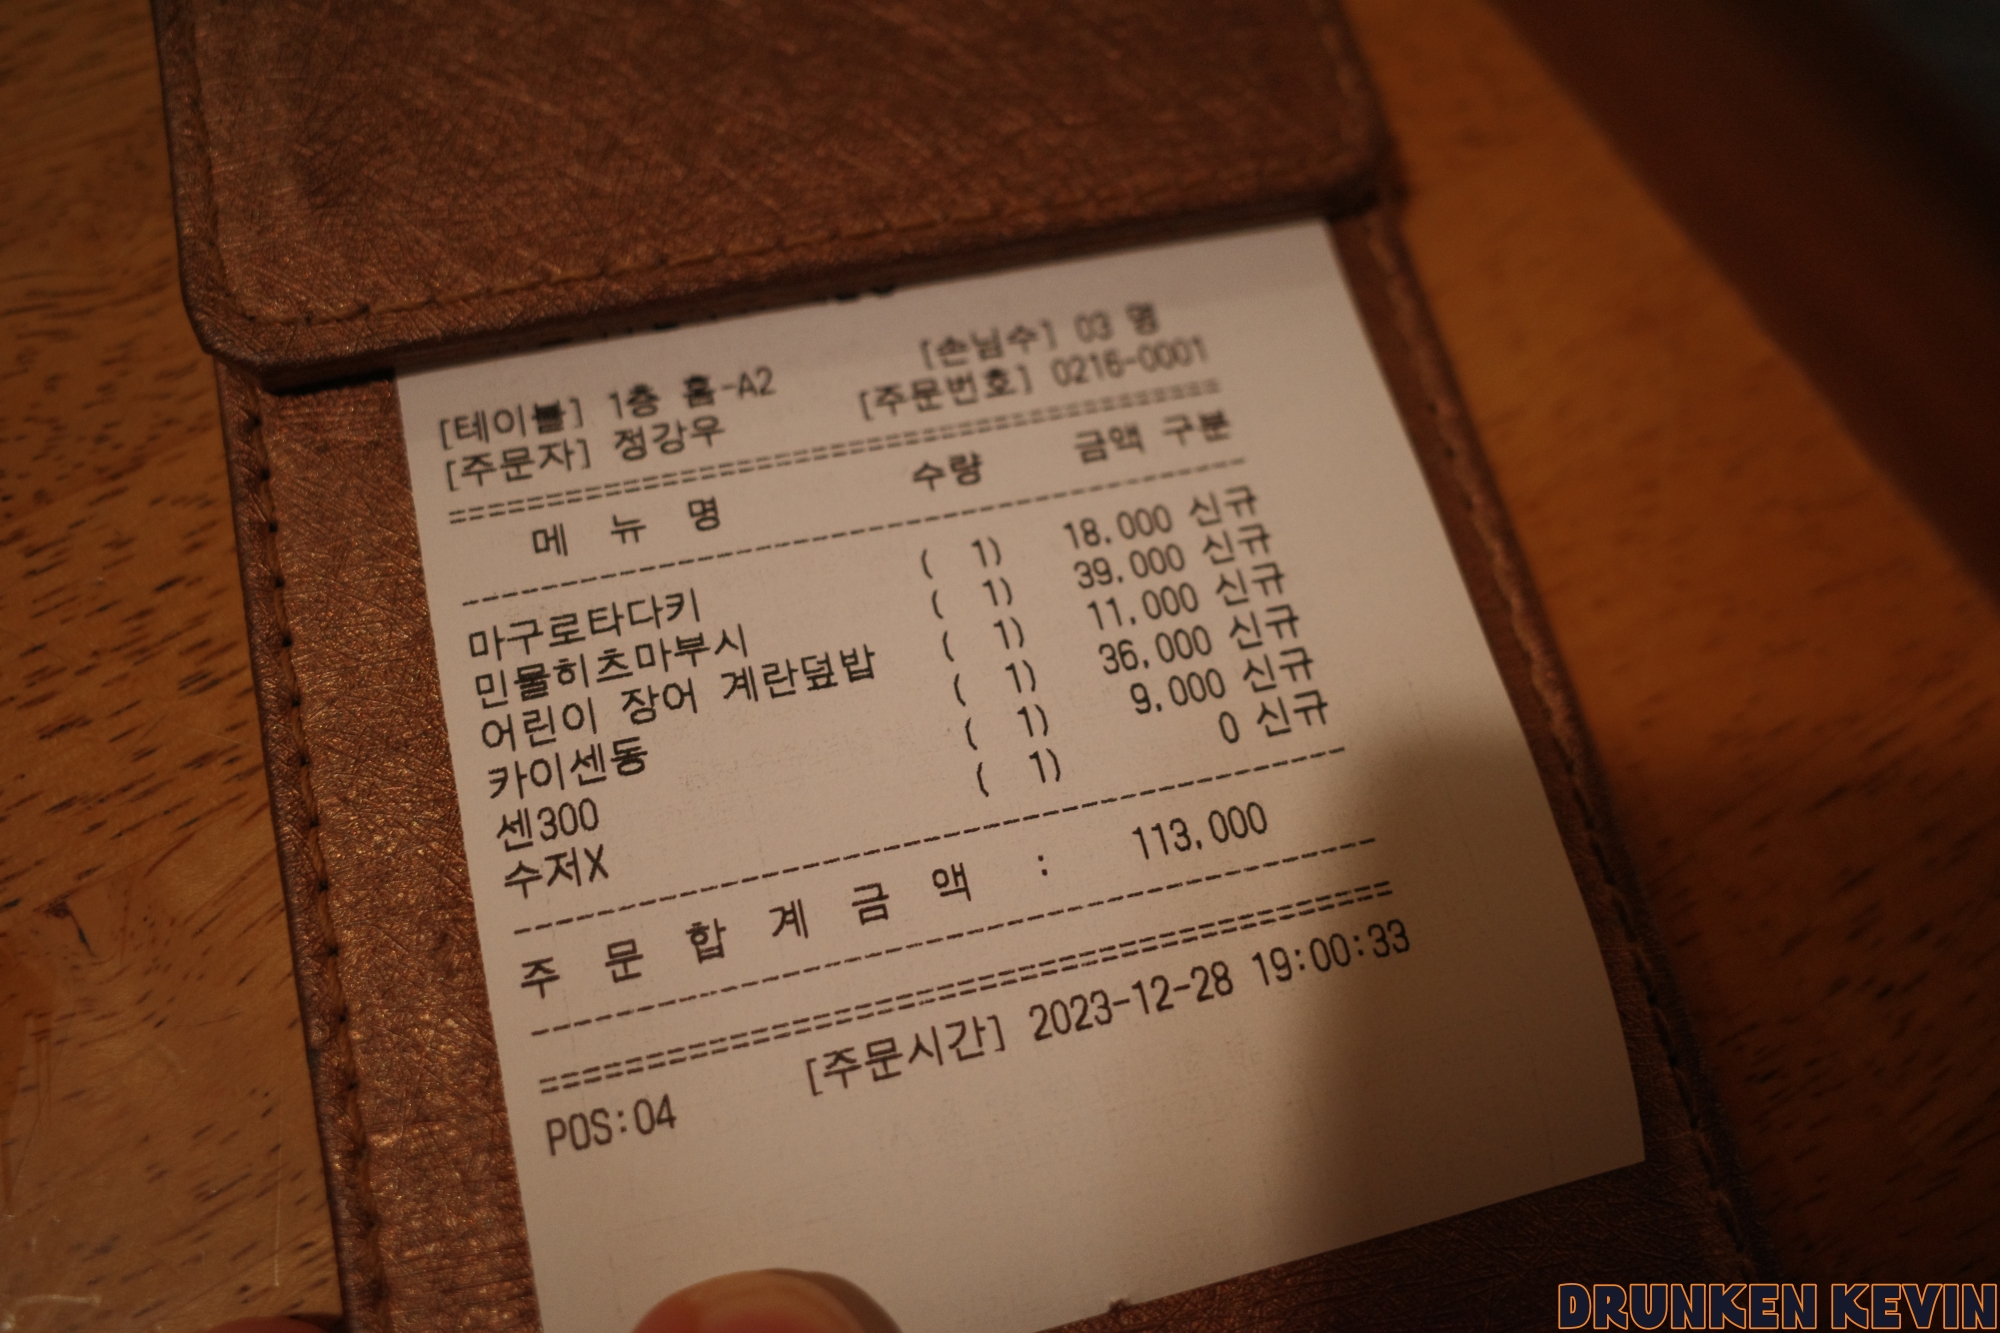 [테이블] 1층 홀-A2 [손님수] 03 명
[주문자] 정강우 [주문번호] 0216-0001
================================================
메 뉴 명 수량 금액 구분
------------------------------------------------
마구로타다키 ( 1) 18,000 신규
민물히츠마부시 ( 1) 39,000 신규
어린이 장어 계란덮밥 ( 1) 11,000 신규
카이센동 ( 1) 36,000 신규
센300 ( 1) 9,000 신규
수저X ( 1) 0 신규
------------------------------------------------
주 문 합 계 금 액 : 113,000
------------------------------------------------
================================================
[주문시간] 2023-12-28 19:00:33
POS:04
DRUNKEN KEVIN